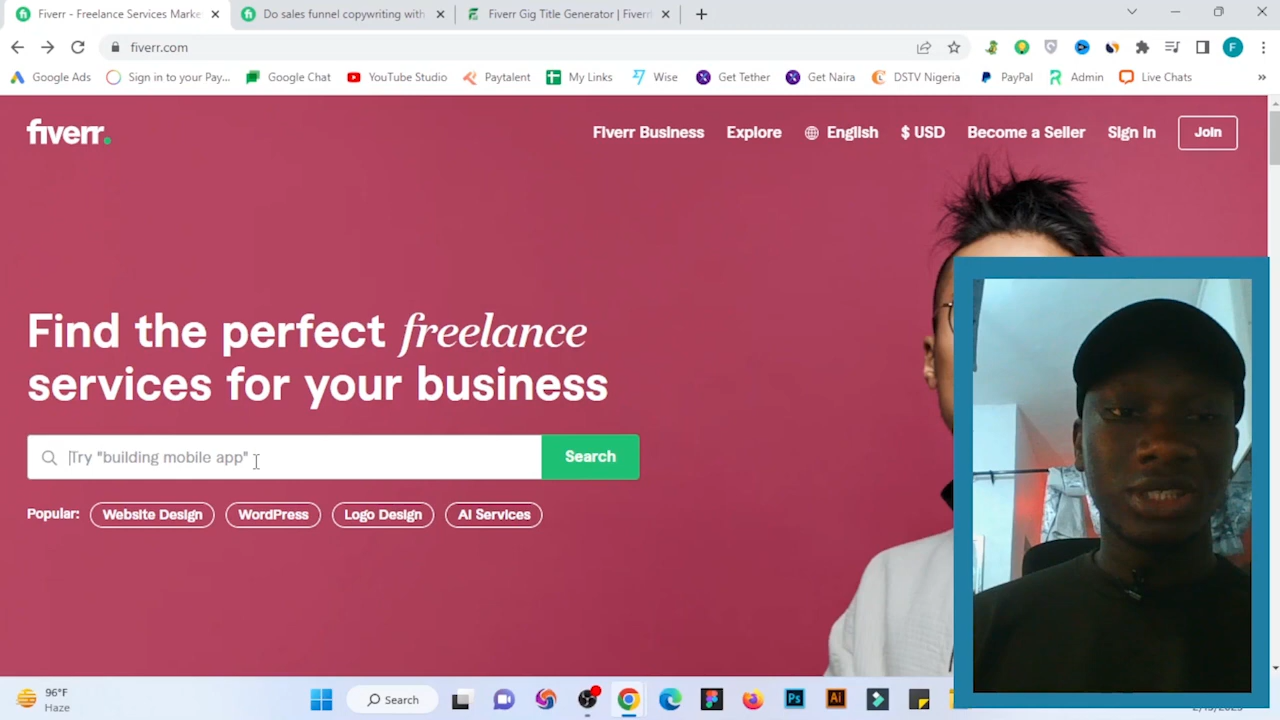 Fiverr - Freelance Services Marke
Do sales funnel copywriting with
Fiverr Gig Title Generator | Fiverr
fiverr.com
F
Google Ads
Sign in to your Pay...
Google Chat
YouTube Studio
Paytalent
My Links
Wise
Get Tether
Get Naira
DSTV Nigeria
PayPal
Admin
Live Chats
»
fiverr.
Fiverr Business
Explore
English
$ USD
Become a Seller
Sign In
Join
Find the perfect freelance
services for your business
Try "building mobile app"
Search
Popular:
Website Design
WordPress
Logo Design
AI Services
96°F
Haze
Search
Ps
Ai